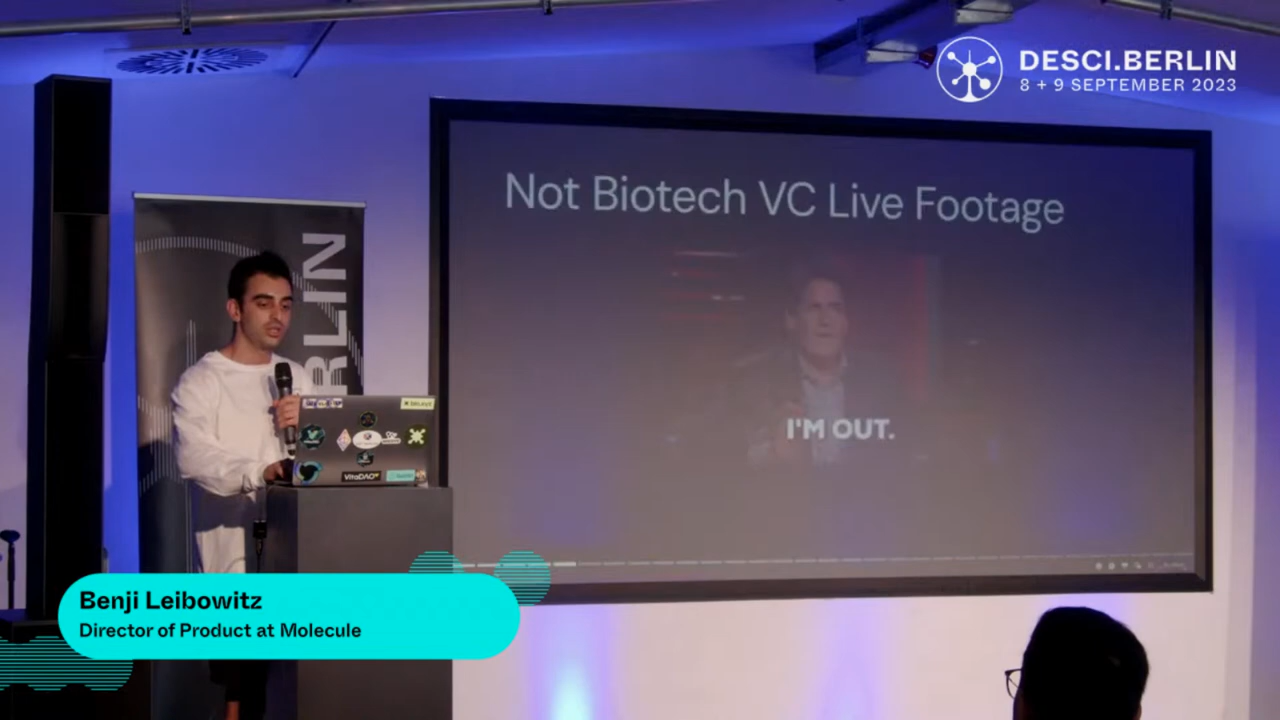 DESCI.BERLIN
8 + 9 SEPTEMBER 2023
Not Biotech VC Live Footage
I'M OUT.
RLIN
VitaDAO
Benji Leibowitz
Director of Product at Molecule